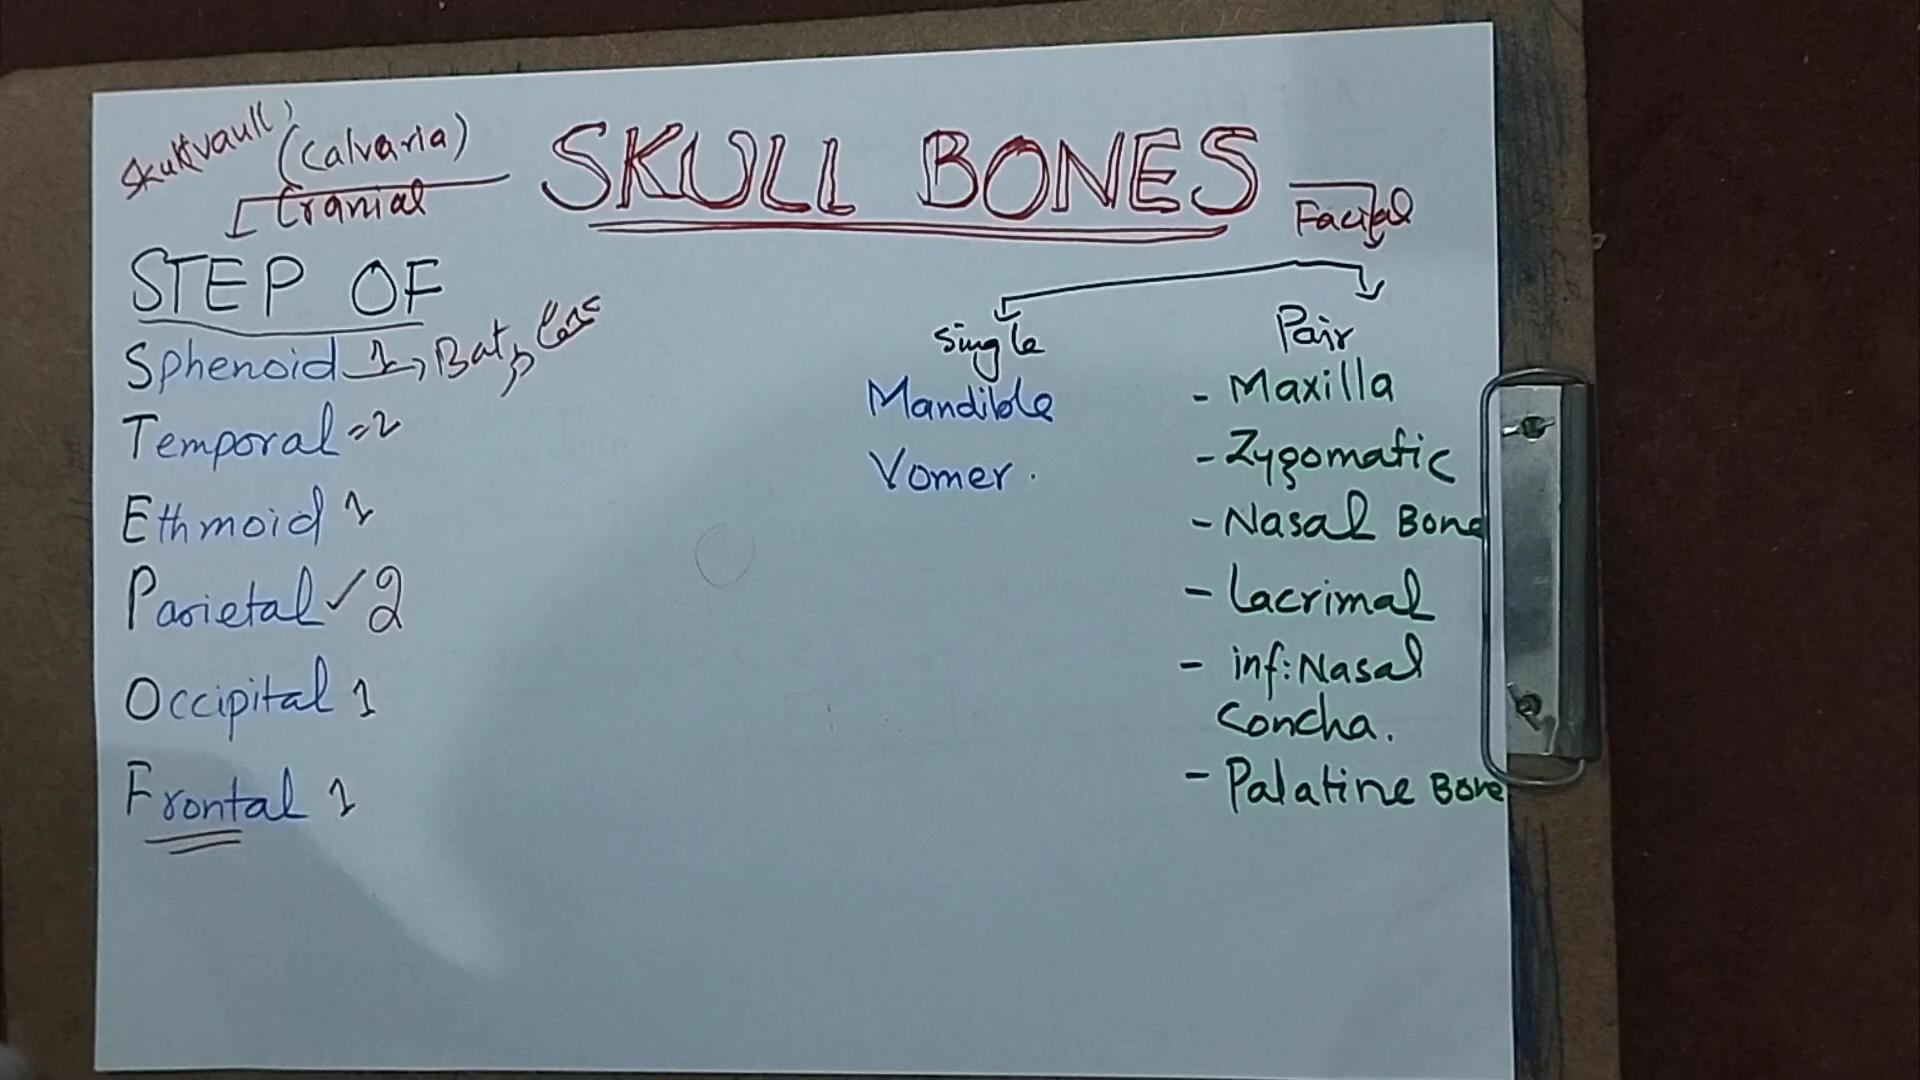 SKULL BONES
Skull vault
(Calvaria)
Cranial
STEP OF
Sphenoid 1, Bat,
Temporal = 2
Ethmoid 1
Parietal ✓ 2
Occipital 1
Frontal 1
Facial
Single
Mandible
Vomer.
Pair
- Maxilla
- Zygomatic
- Nasal Bone
- Lacrimal
- inf: Nasal
Concha.
- Palatine Bone